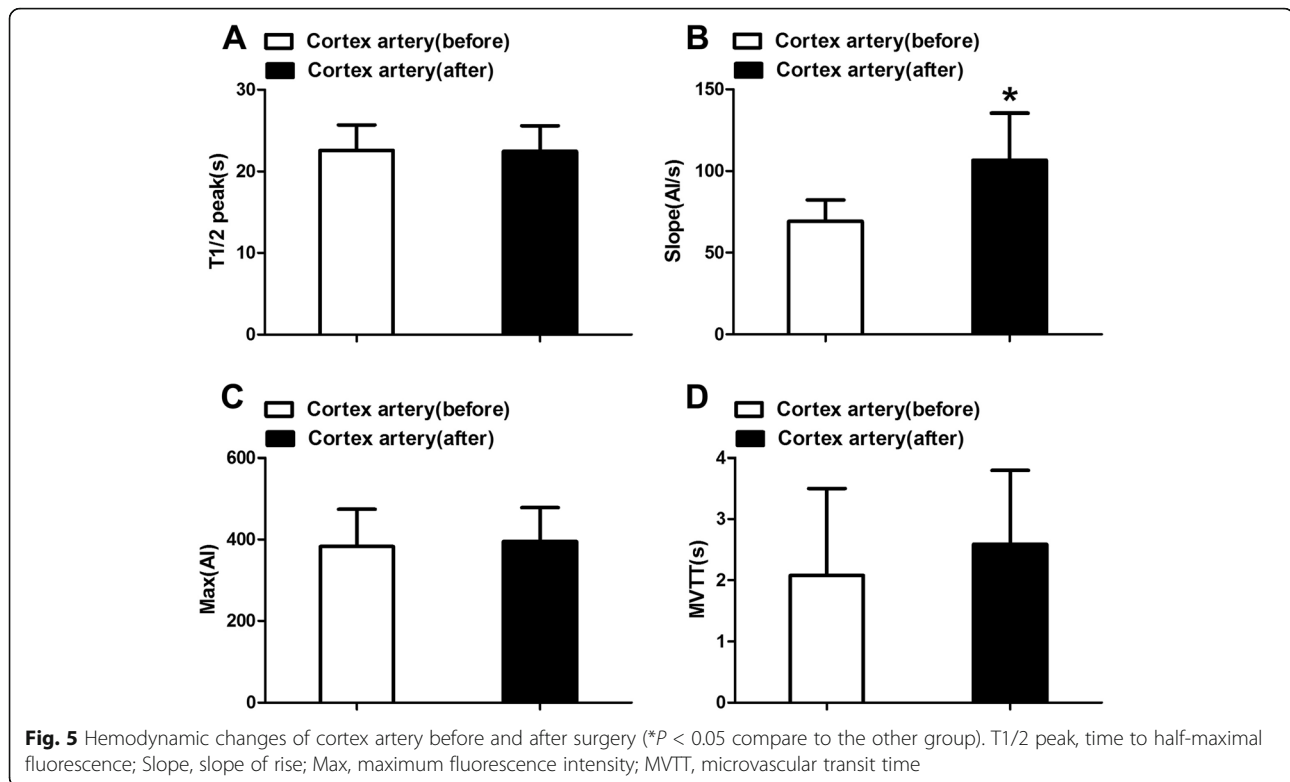 A
Cortex artery(before)
Cortex artery(after)
30
20
10
0
T1/2 peak(s)
B
Cortex artery(before)
Cortex artery(after)
150
100
50
0
Slope(AI/s)
*
C
Cortex artery(before)
Cortex artery(after)
600
400
200
0
Max(AI)
D
Cortex artery(before)
Cortex artery(after)
4
3
2
1
0
MVTT(s)
Fig. 5 Hemodynamic changes of cortex artery before and after surgery (*P < 0.05 compare to the other group). T1/2 peak, time to half-maximal
fluorescence; Slope, slope of rise; Max, maximum fluorescence intensity; MVTT, microvascular transit time